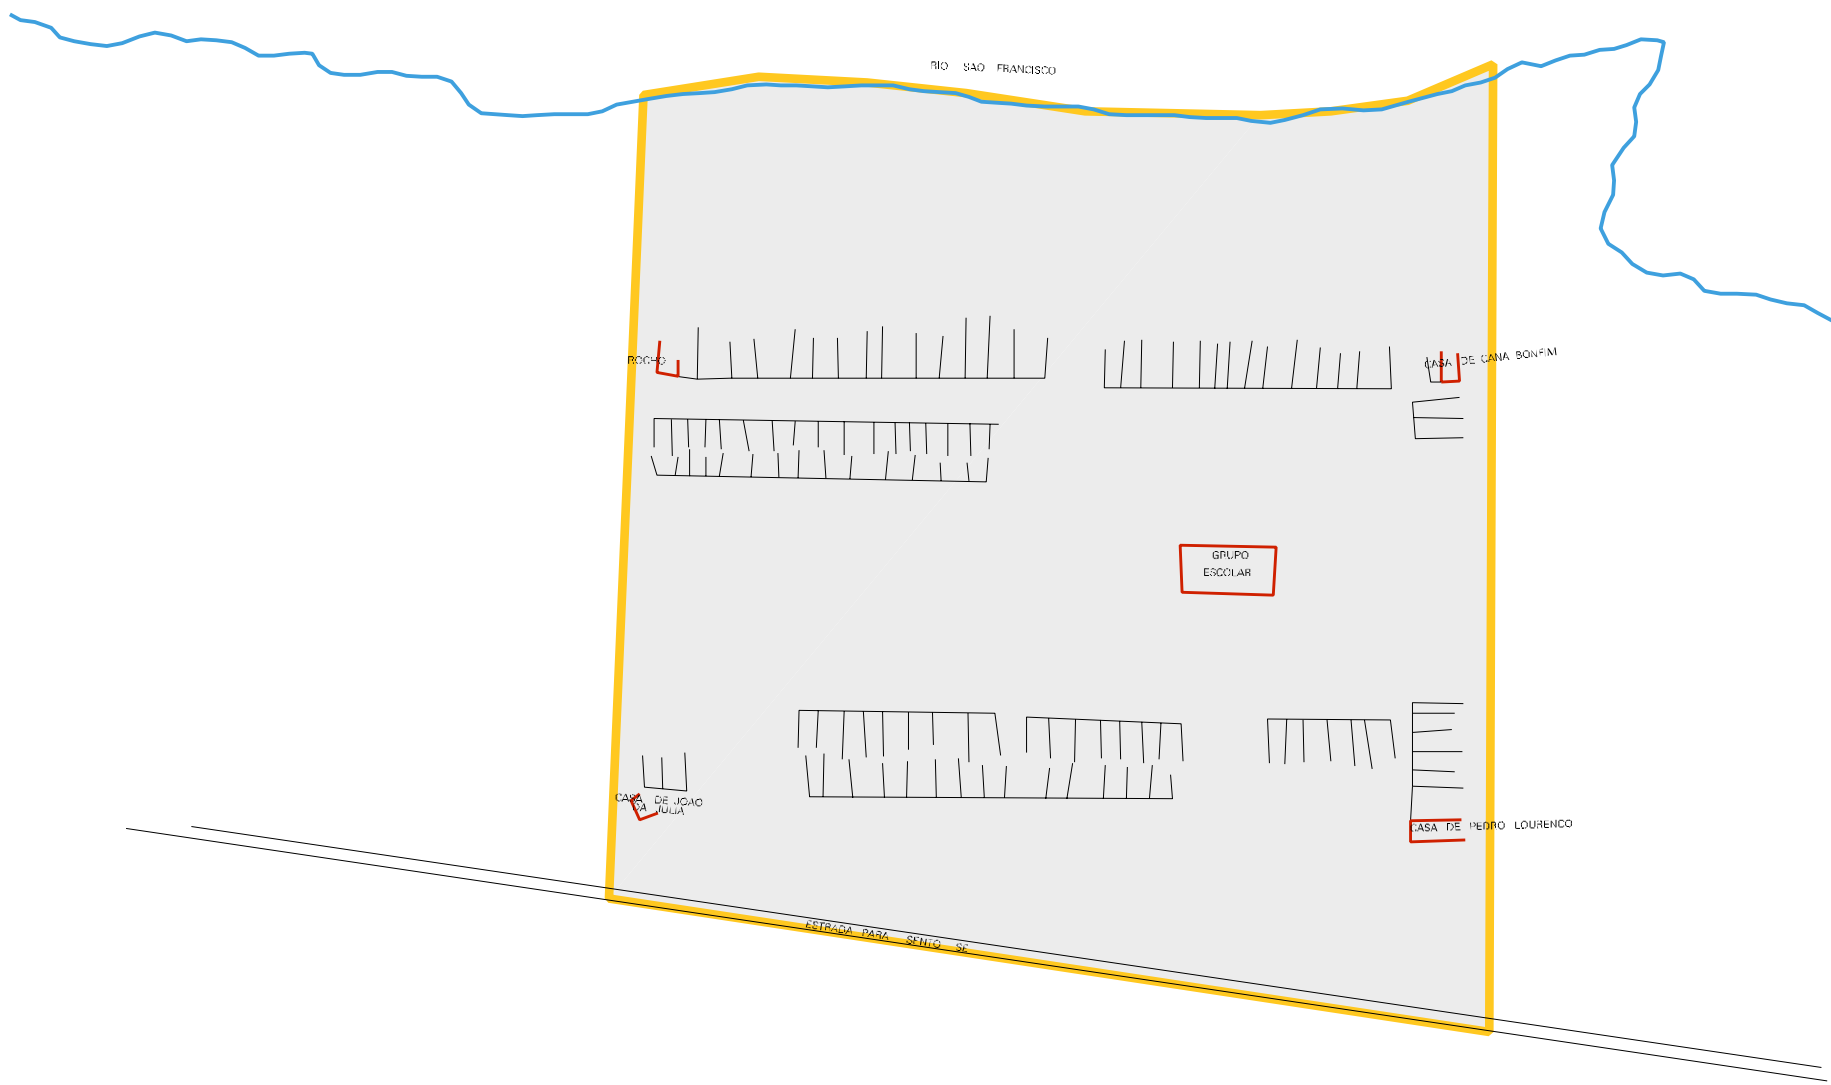 RIO SAO FRANCISCO
ROCHO
CASA DE CANA BONFIM
GRUPO
ESCOLAR
CASA DE JOAO
DA JULIA
CASA DE PEDRO LOURENCO
ESTRADA PARA SENTO SE